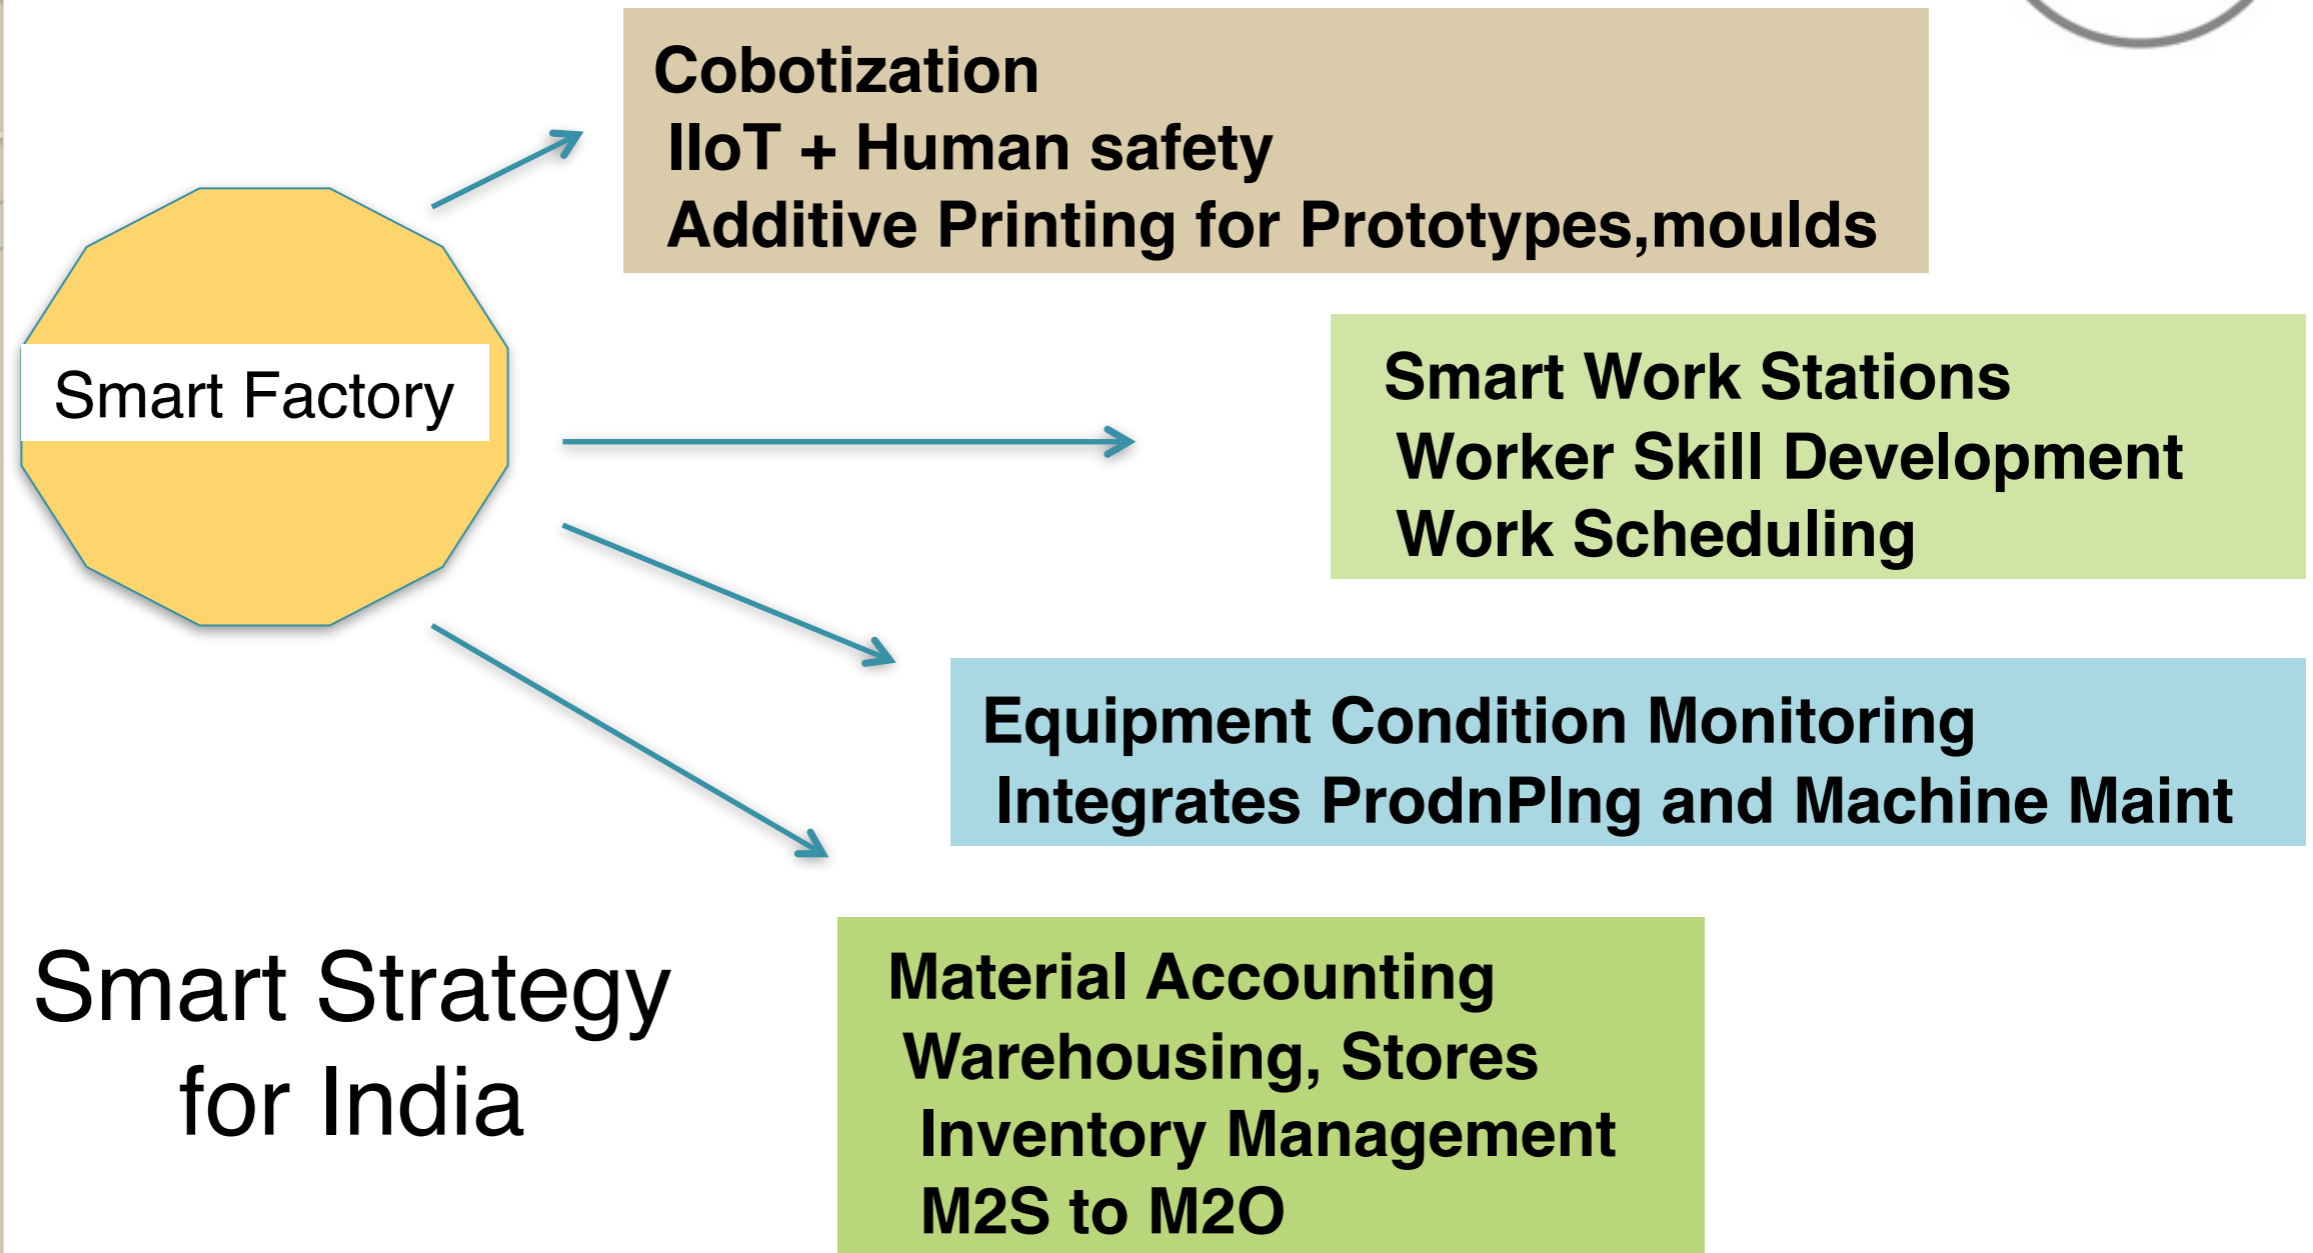 Cobotization
IIoT + Human safety
Additive Printing for Prototypes,moulds
Smart Factory
Smart Work Stations
Worker Skill Development
Work Scheduling
Equipment Condition Monitoring
Integrates ProdnPlng and Machine Maint
Smart Strategy
for India
Material Accounting
Warehousing, Stores
Inventory Management
M2S to M2O